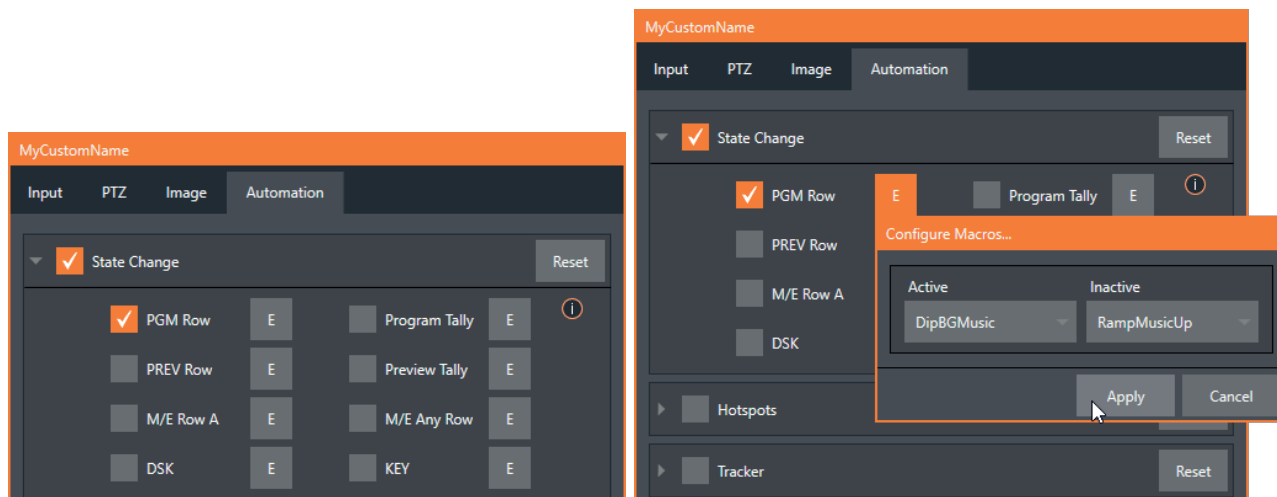 MyCustomName
Input PTZ Image Automation
State Change Reset
PGM Row E Program Tally E
PREV Row E Preview Tally E
M/E Row A E M/E Any Row E
DSK E KEY E
MyCustomName
Input PTZ Image Automation
State Change Reset
PGM Row E Program Tally E
PREV Row
M/E Row A
DSK
Configure Macros...
Active Inactive
DipBGMusic RampMusicUp
Apply Cancel
Hotspots
Tracker Reset